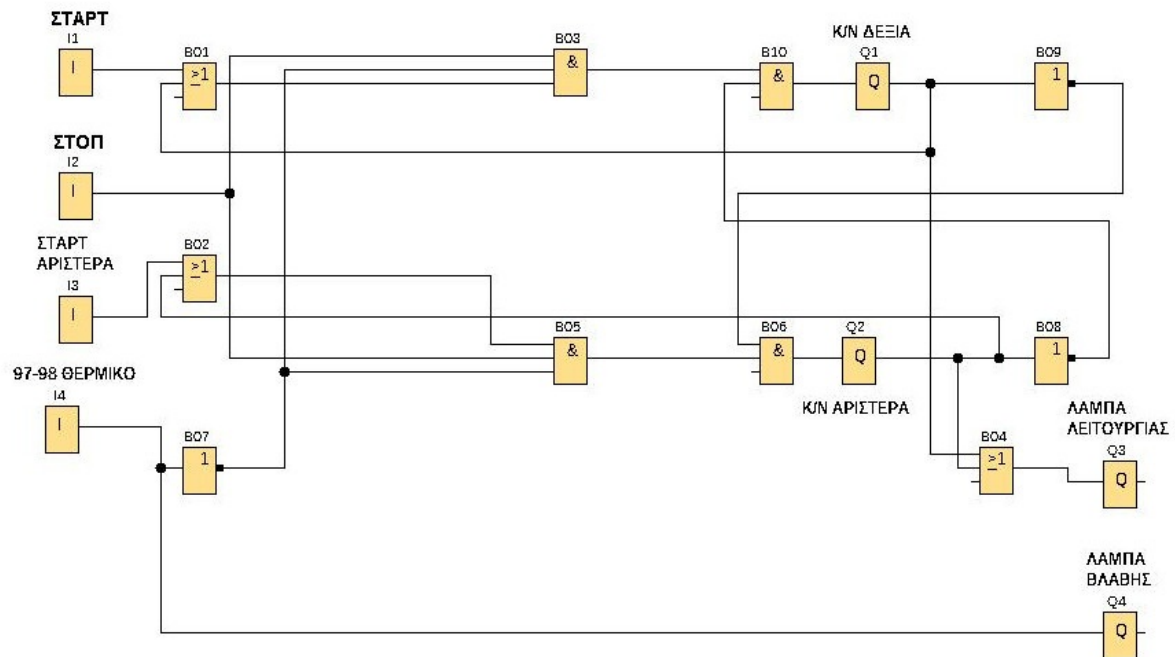 ΣΤΑΡΤ
I1
I
B01
>1
B03
&
B10
&
Κ/Ν ΔΕΞΙΑ
Q1
Q
B09
1
ΣΤΟΠ
I2
I
ΣΤΑΡΤ
ΑΡΙΣΤΕΡΑ
I3
I
B02
>1
B05
&
B06
&
Q2
Q
Κ/Ν ΑΡΙΣΤΕΡΑ
B08
1
97-98 ΘΕΡΜΙΚΟ
I4
I
B07
1
B04
>1
ΛΑΜΠΑ
ΛΕΙΤΟΥΡΓΙΑΣ
Q3
Q
ΛΑΜΠΑ
ΒΛΑΒΗΣ
Q4
Q